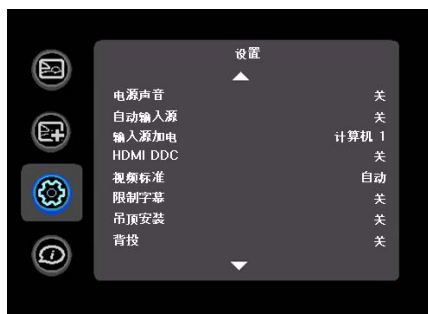 设置
电源声音 关
自动输入源 关
输入源加电 计算机 1
HDMI DDC 关
视频标准 自动
限制字幕 关
吊顶安装 关
背投 关